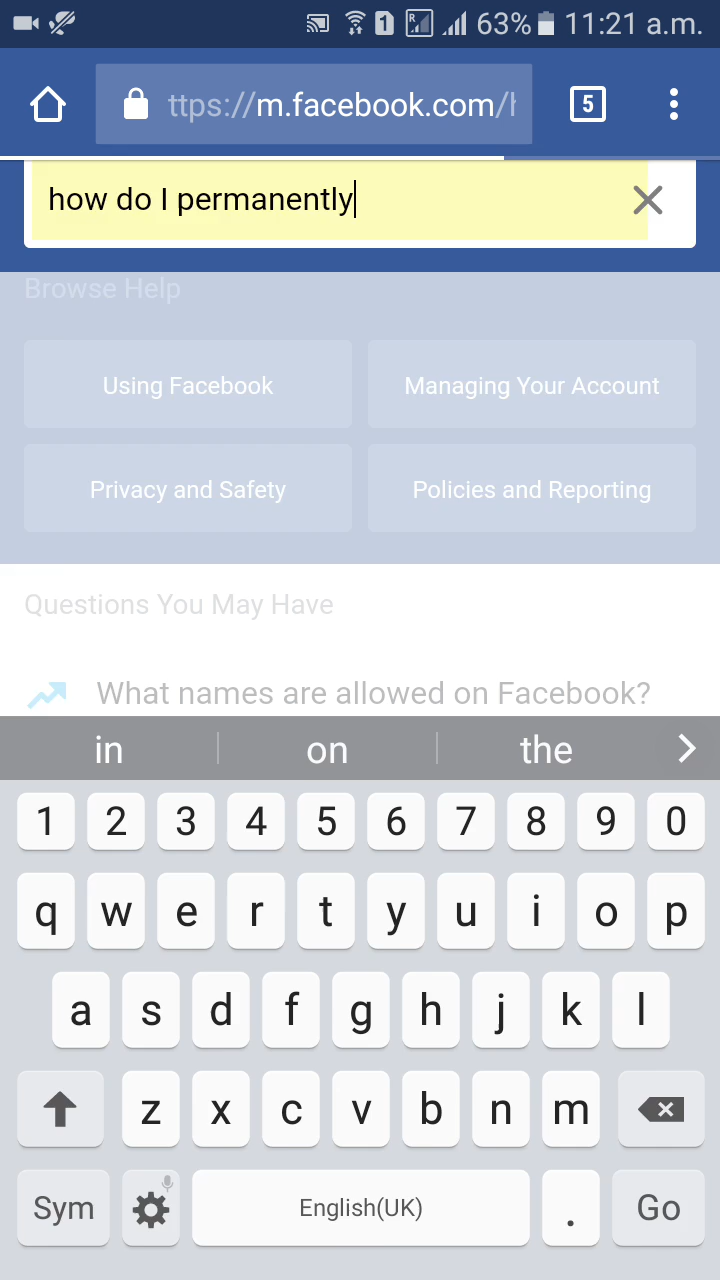 1 R 63% 11:21 a.m.
ttps://m.facebook.com/h 5
how do I permanently
Browse Help
Using Facebook Managing Your Account
Privacy and Safety Policies and Reporting
Questions You May Have
What names are allowed on Facebook?
in on the
1 2 3 4 5 6 7 8 9 0
q w e r t y u i o p
a s d f g h j k l
z x c v b n m
Sym English(UK) . Go